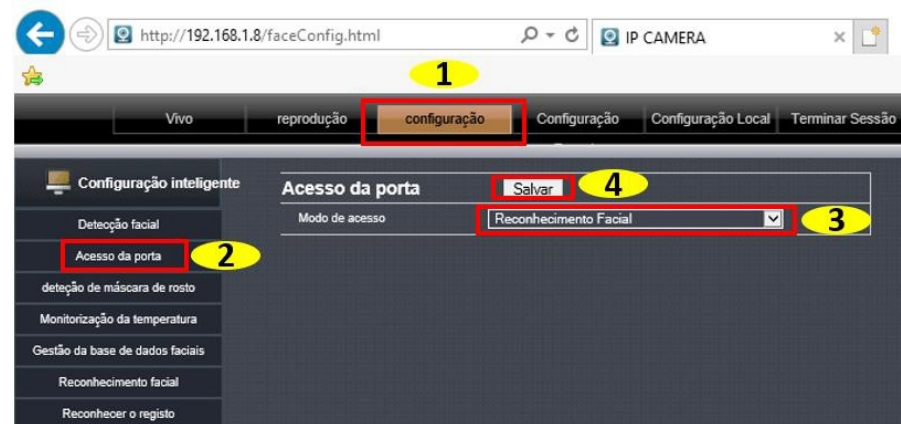 http://192.168.1.8/faceConfig.html
IP CAMERA
1
Vivo
reprodução
configuração
Configuração
Configuração Local
Terminar Sessão
Configuração inteligente
Acesso da porta
Salvar
4
Modo de acesso
Reconhecimento Facial
3
Detecção facial
Acesso da porta
2
deteção de máscara de rosto
Monitorização da temperatura
Gestão da base de dados faciais
Reconhecimento facial
Reconhecer o registo